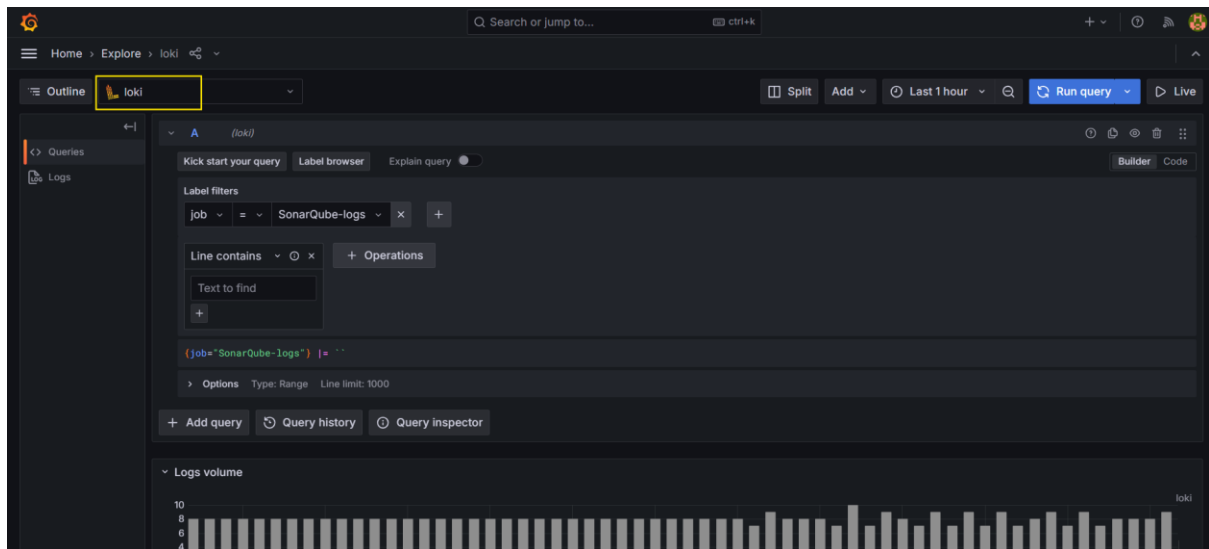 Search or jump to... ctrl+k
Home > Explore > loki
Outline loki Split Add Last 1 hour Run query Live
Queries
Logs
A (loki)
Kick start your query Label browser Explain query Builder Code
Label filters
job = SonarQube-logs × +
Line contains × + Operations
Text to find
+
{job="SonarQube-logs"} |= ``
> Options Type: Range Line limit: 1000
+ Add query Query history Query inspector
Logs volume
loki
10
8
6
4